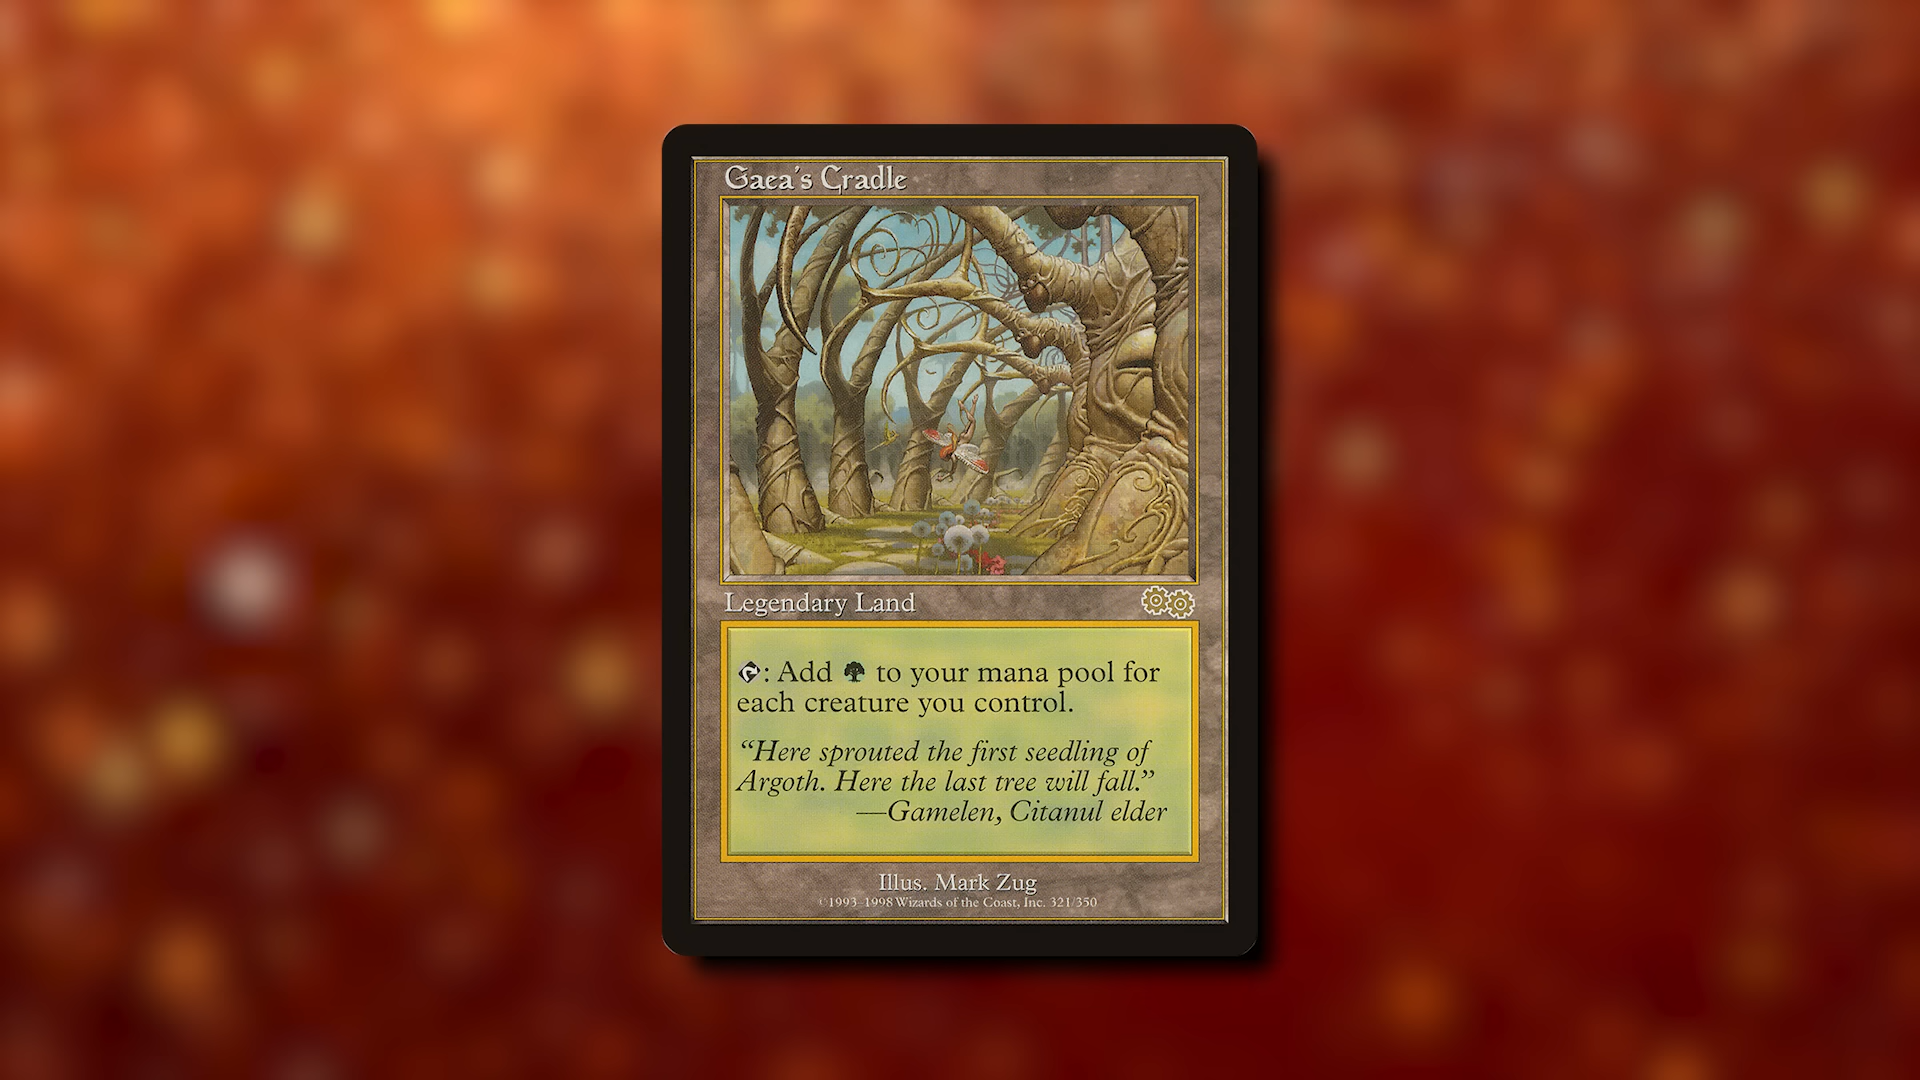 Gaea's Cradle
Legendary Land
: Add to your mana pool for
each creature you control.
“Here sprouted the first seedling of
Argoth. Here the last tree will fall.”
—Gamelen, Citanul elder
Illus. Mark Zug
©1993–1998 Wizards of the Coast, Inc. 321/350